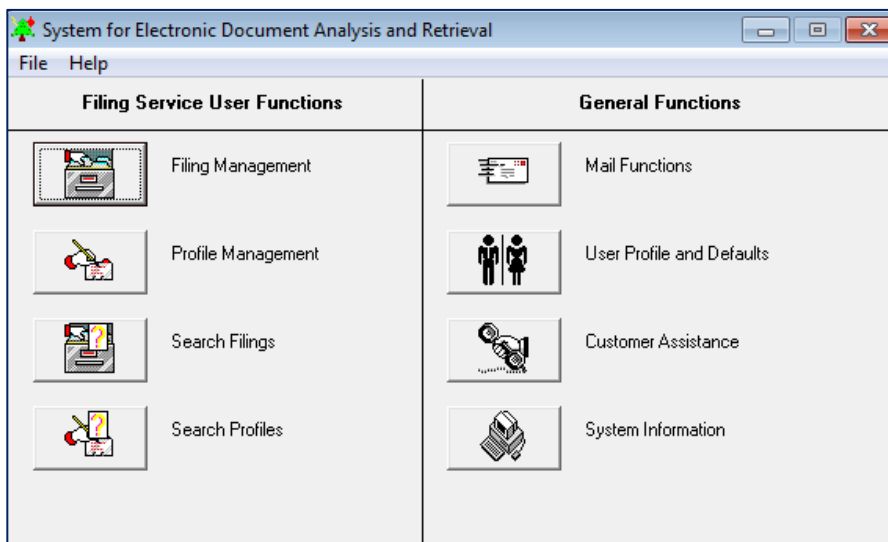 System for Electronic Document Analysis and Retrieval
File Help
Filing Service User Functions
General Functions
Filing Management
Mail Functions
Profile Management
User Profile and Defaults
Search Filings
Customer Assistance
Search Profiles
System Information